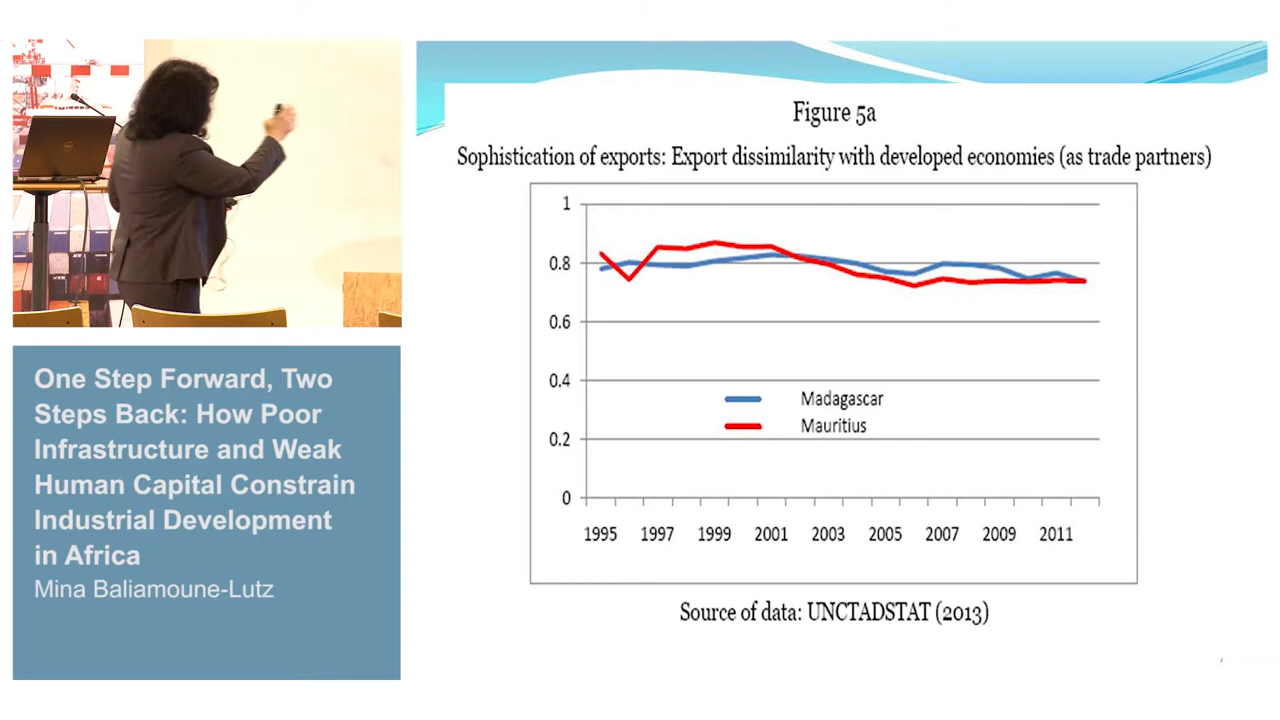 Figure 5a
Sophistication of exports: Export dissimilarity with developed economies (as trade partners)
1
0.8
0.6
0.4
0.2
0
Madagascar
Mauritius
1995 1997 1999 2001 2003 2005 2007 2009 2011
Source of data: UNCTADSTAT (2013)
One Step Forward, Two
Steps Back: How Poor
Infrastructure and Weak
Human Capital Constrain
Industrial Development
in Africa
Mina Baliamoune-Lutz